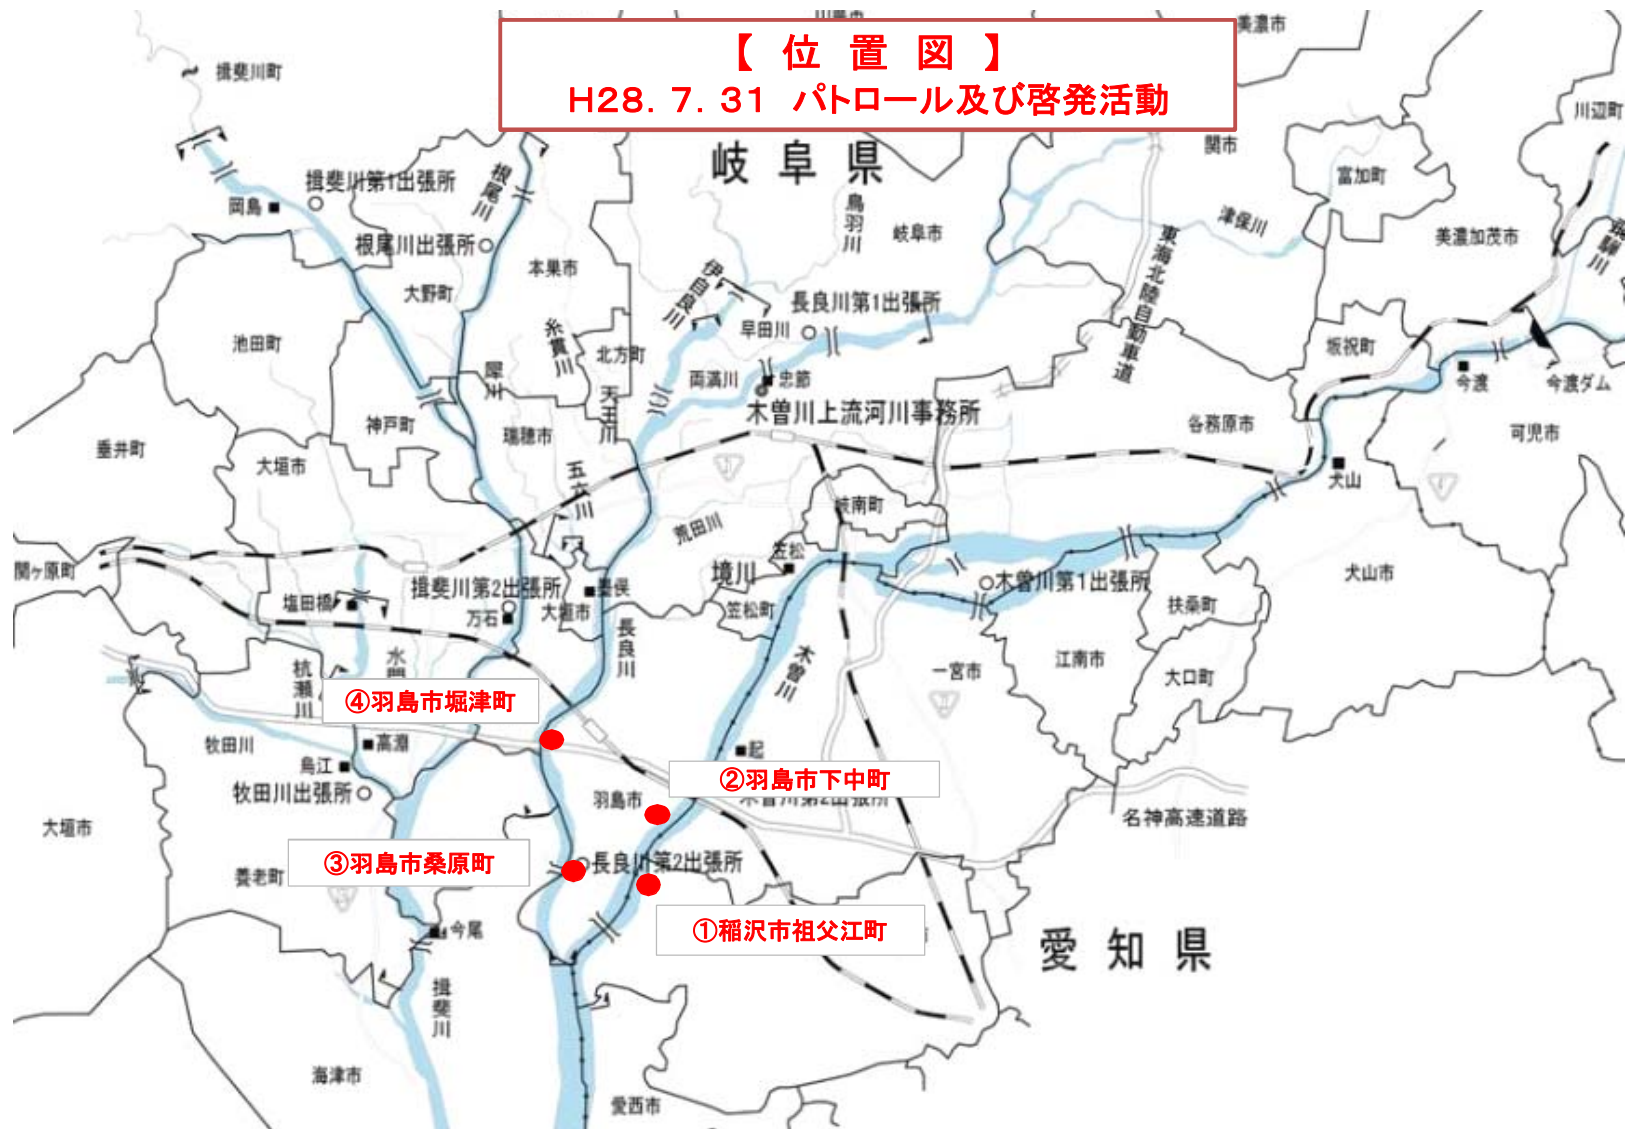 【 位 置 図 】
H28.7.31 パトロール及び啓発活動
美濃市
揖斐川町
川辺町
関市
岐阜県
富加町
揖斐川第1出張所
根尾川
岡島
鳥羽川
津保川
岐阜市
美濃加茂市
飛騨川
根尾川出張所
本巣市
東海北陸自動車道
大野町
伊自良川
長良川第1出張所
早田川
糸貫川
北方町
池田町
坂祝町
犀川
両満川
忠節
今渡
今渡ダム
天王川
木曽川上流河川事務所
神戸町
瑞穂市
各務原市
可児市
垂井町
大垣市
五六川
犬山
岐南町
荒田川
笠松
境川
関ヶ原町
揖斐川第2出張所
墨俣
木曽川第1出張所
犬山市
塩田橋
万石
大垣市
笠松町
扶桑町
長良川
木曽川
一宮市
江南市
大口町
杭瀬川
水門
④羽島市堀津町
牧田川
高淵
起
烏江
②羽島市下中町
牧田川出張所
羽島市
木曽川第2出張所
名神高速道路
大垣市
③羽島市桑原町
長良川第2出張所
養老町
①稲沢市祖父江町
今尾
愛知県
揖斐川
海津市
愛西市